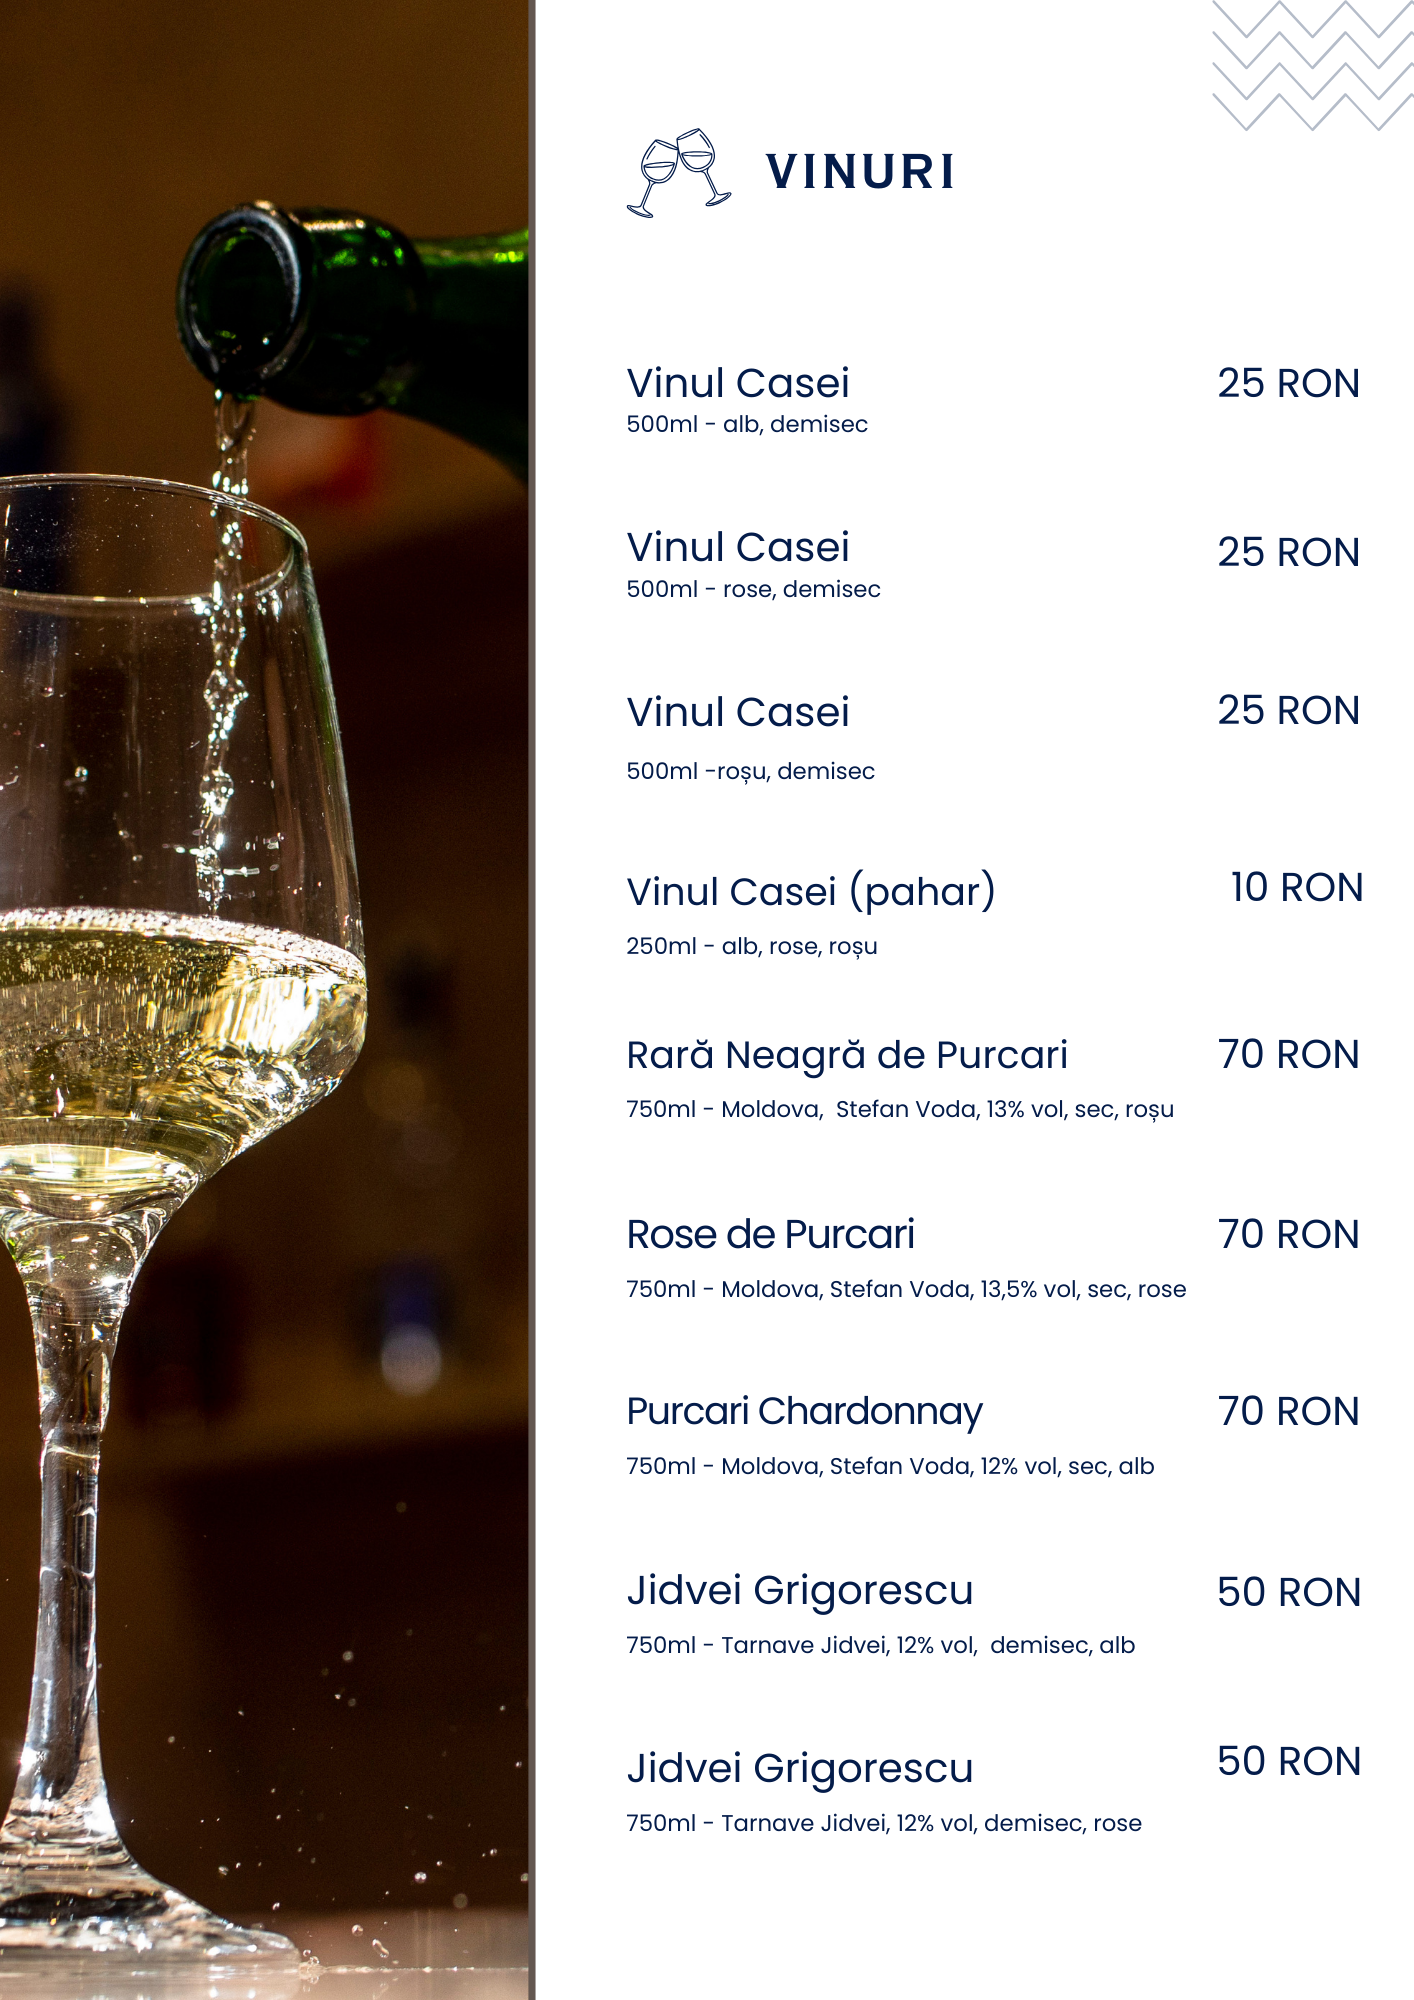 VINURI
Vinul Casei 25 RON
500ml - alb, demisec
Vinul Casei 25 RON
500ml - rose, demisec
Vinul Casei 25 RON
500ml -roșu, demisec
Vinul Casei (pahar) 10 RON
250ml - alb, rose, roșu
Rară Neagră de Purcari 70 RON
750ml - Moldova,  Stefan Voda, 13% vol, sec, roșu
Rose de Purcari 70 RON
750ml - Moldova, Stefan Voda, 13,5% vol, sec, rose
Purcari Chardonnay 70 RON
750ml - Moldova, Stefan Voda, 12% vol, sec, alb
Jidvei Grigorescu 50 RON
750ml - Tarnave Jidvei, 12% vol,  demisec, alb
Jidvei Grigorescu 50 RON
750ml - Tarnave Jidvei, 12% vol, demisec, rose